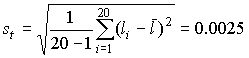 s_t = \sqrt{\frac{1}{20-1}\sum_{i=1}^{20}(l_i - \bar{l})^2} = 0.0025